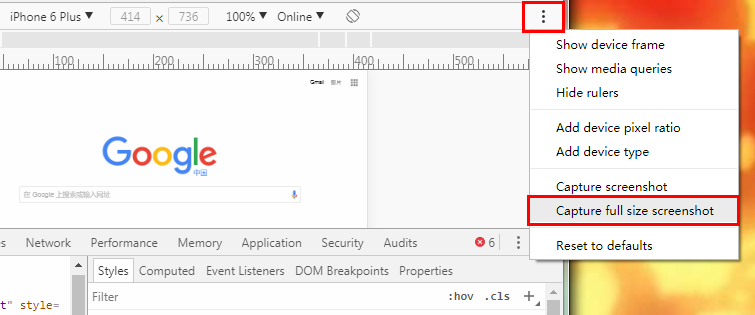 iPhone 6 Plus ▼ 414 × 736 100% ▼ Online ▼
100 200 300 400 500
Show device frame
Show media queries
Hide rulers
Add device pixel ratio
Add device type
Capture screenshot
Capture full size screenshot
Reset to defaults
Gmail 图片
Google
中国
在 Google 上搜索或输入网址
Network Performance Memory Application Security Audits 6
Styles Computed Event Listeners DOM Breakpoints Properties
Filter :hov .cls +
t" style=